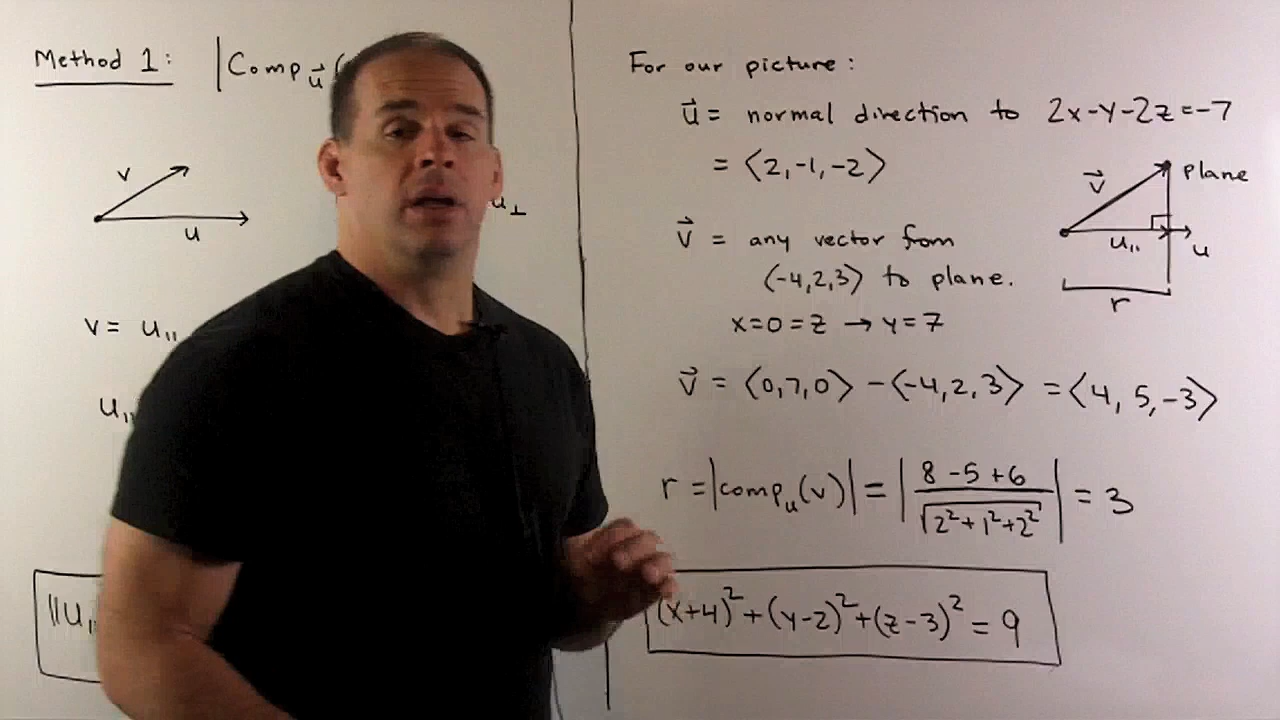 Method 1: |Comp_u⃗(
v
u
u⊥
v = u∥
u∥
||u∥
For our picture:
u⃗ = normal direction to 2x-y-2z=-7
= ⟨2,-1,-2⟩
v⃗ = any vector from
(-4,2,3) to plane.
x=0=z → y=7
v⃗
plane
u∥
u
r
v⃗ = ⟨0,7,0⟩ - ⟨-4,2,3⟩ = ⟨4, 5, -3⟩
r = |comp_u(v)| = |(8-5+6)/√(2²+1²+2²)| = 3
(x+4)²+(y-2)²+(z-3)² = 9